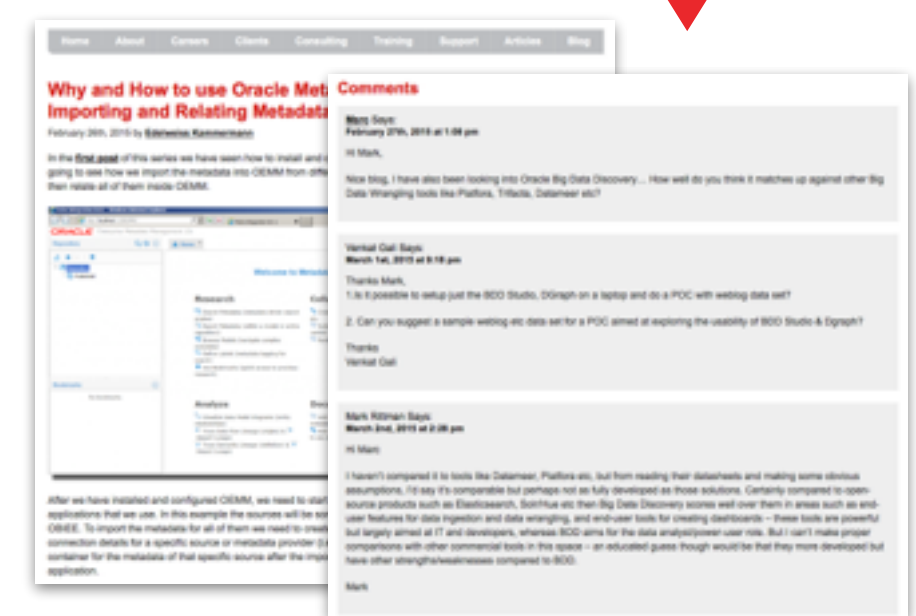 Home About Careers Clients Consulting Training Support Articles Blog
Why and How to use Oracle Meta
Importing and Relating Metadata
February 26th, 2015 by Edelweiss Kammermann
In the first post of this series we have seen how to install and c
going to see how we import the metadata into OEMM from diffe
then relate all of them inside OEMM.
ORACLE
Welcome to Metada
Research
Analyze
After we have installed and configured OEMM, we need to start
applications that we use. In this example the sources will be son
OBIEE. To import the metadata for all of them we need to create
connection details for a specific source or metadata provider (i.e
container for the metadata of that specific source after the impo
application.
Comments
Marc Says:
February 27th, 2015 at 1:08 pm
Hi Mark,
Nice blog, I have also been looking into Oracle Big Data Discovery... How well do you think it matches up against other Big
Data Wrangling tools like Platfora, Trifacta, Datameer etc?
Venkat Gali Says:
March 1st, 2015 at 9:18 pm
Thanks Mark,
1.Is it possible to setup just the BDD Studio, DGraph on a laptop and do a POC with weblog data set?
2. Can you suggest a sample weblog etc data set for a POC aimed at exploring the usability of BDD Studio & Dgraph?
Thanks
Venkat Gali
Mark Rittman Says:
March 2nd, 2015 at 2:28 pm
Hi Marc
I haven't compared it to tools like Datameer, Platfora etc, but from reading their datasheets and making some obvious
assumptions, I'd say it's comparable but perhaps not as fully developed as those solutions. Certainly compared to open-
source products such as Elasticsearch, Solr/Hue etc then Big Data Discovery scores well over them in areas such as end-
user features for data ingestion and data wrangling, and end-user tools for creating dashboards – these tools are powerful
but largely aimed at IT and developers, whereas BDD aims for the data analyst/power-user role. But I can't make proper
comparisons with other commercial tools in this space – an educated guess though would be that they more developed but
have other strengths/weaknesses compared to BDD.
Mark